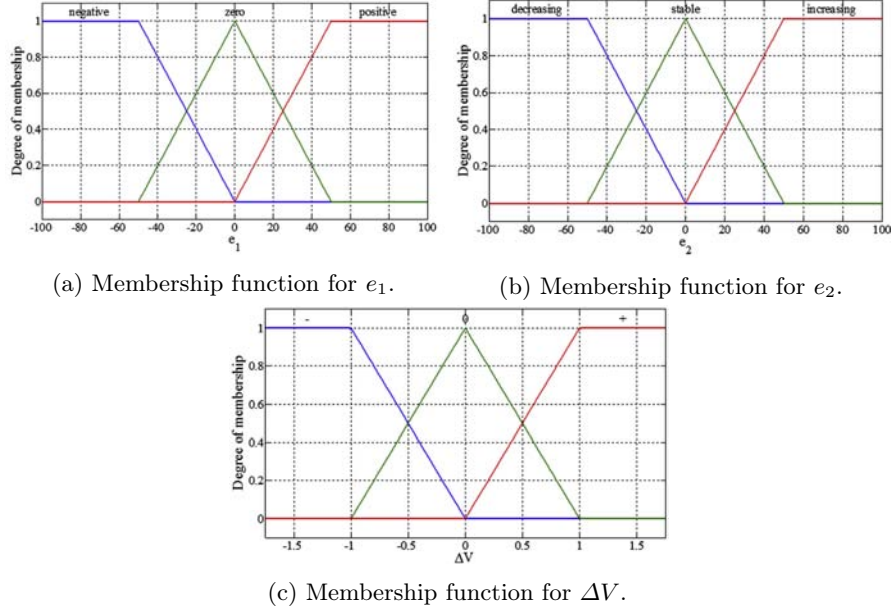 negative zero positive
1
0.8
0.6
0.4
0.2
0
Degree of membership
-100 -80 -60 -40 -20 0 20 40 60 80 100
e1
(a) Membership function for e1.
decreasing stable increasing
1
0.8
0.6
0.4
0.2
0
Degree of membership
-100 -80 -60 -40 -20 0 20 40 60 80 100
e2
(b) Membership function for e2.
- 0 +
1
0.8
0.6
0.4
0.2
0
Degree of membership
-1.5 -1 -0.5 0 0.5 1 1.5
ΔV
(c) Membership function for ΔV.